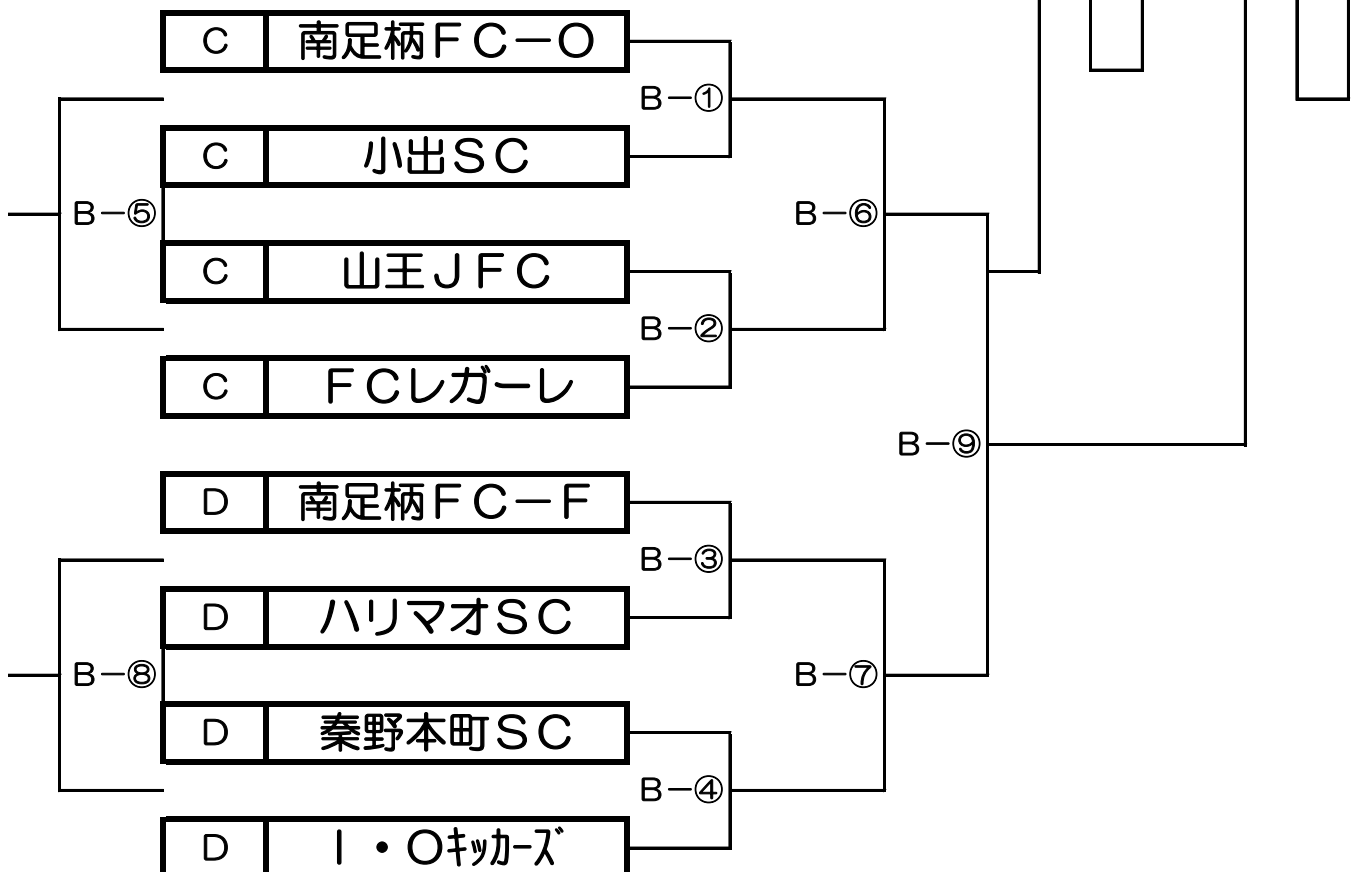 C 南足柄ＦＣ－Ｏ
B－①
C 小出ＳＣ
B－⑤ B－⑥
C 山王ＪＦＣ
B－②
C ＦＣレガーレ
B－⑨
D 南足柄ＦＣ－Ｆ
B－③
D ハリマオＳＣ
B－⑧ B－⑦
D 秦野本町ＳＣ
B－④
D Ｉ・Ｏｷｯｶｰｽﾞ